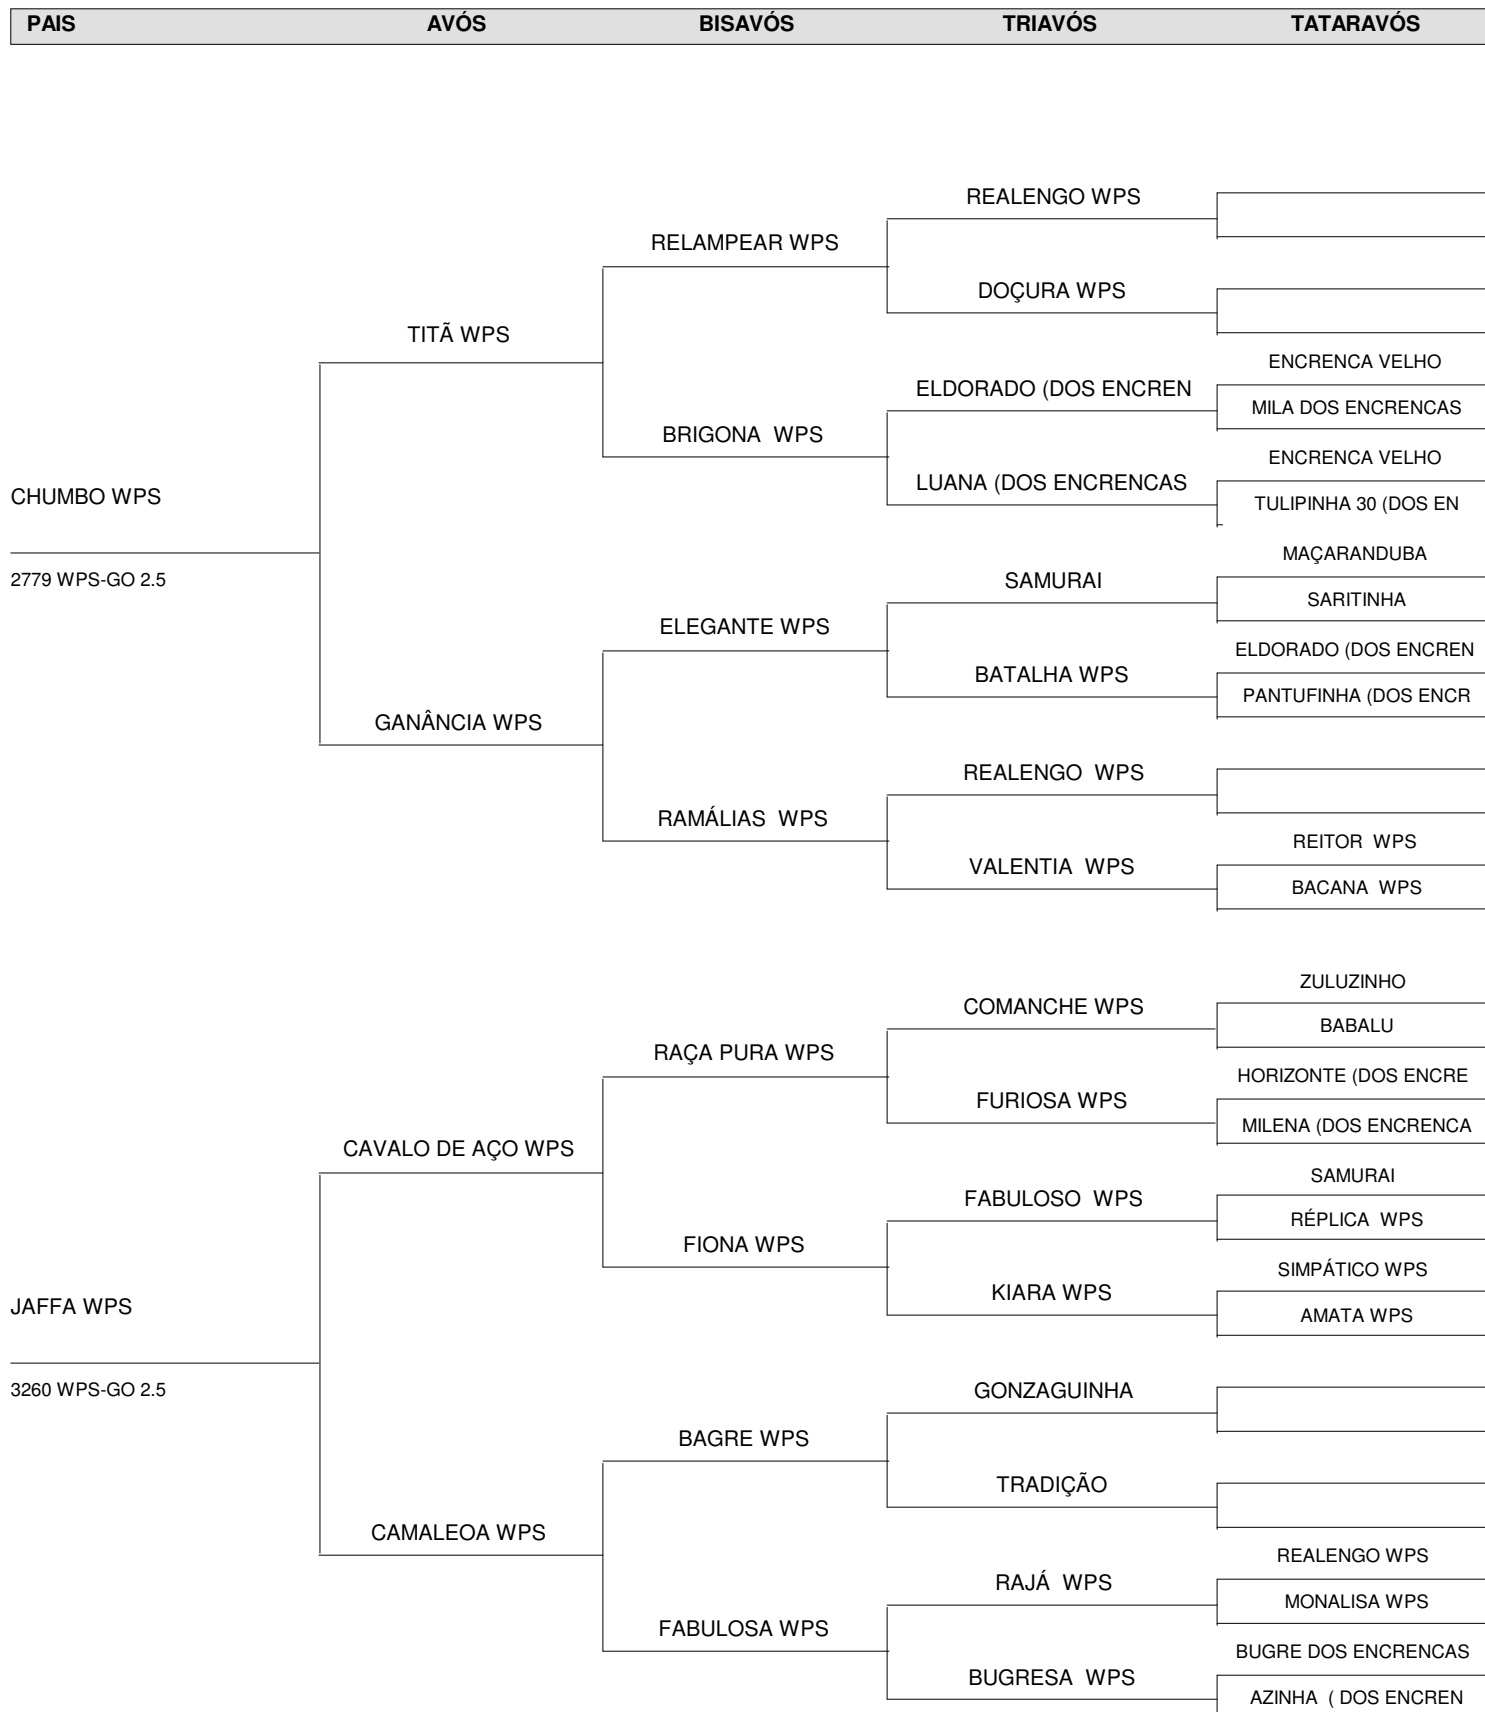 PAIS AVÓS BISAVÓS TRIAVÓS TATARAVÓS
REALENGO WPS
RELAMPEAR WPS
DOÇURA WPS
TITÃ WPS
ENCRENCA VELHO
ELDORADO (DOS ENCREN
MILA DOS ENCRENCAS
BRIGONA WPS
ENCRENCA VELHO
LUANA (DOS ENCRENCAS
CHUMBO WPS
TULIPINHA 30 (DOS EN
MAÇARANDUBA
2779 WPS-GO 2.5
SAMURAI
SARITINHA
ELEGANTE WPS
ELDORADO (DOS ENCREN
BATALHA WPS
PANTUFINHA (DOS ENCR
GANÂNCIA WPS
REALENGO WPS
RAMÁLIAS WPS
REITOR WPS
VALENTIA WPS
BACANA WPS
ZULUZINHO
COMANCHE WPS
BABALU
RAÇA PURA WPS
HORIZONTE (DOS ENCRE
FURIOSA WPS
MILENA (DOS ENCRENCA
CAVALO DE AÇO WPS
SAMURAI
FABULOSO WPS
RÉPLICA WPS
FIONA WPS
SIMPÁTICO WPS
KIARA WPS
JAFFA WPS
AMATA WPS
3260 WPS-GO 2.5
GONZAGUINHA
BAGRE WPS
TRADIÇÃO
CAMALEOA WPS
REALENGO WPS
RAJÁ WPS
MONALISA WPS
FABULOSA WPS
BUGRE DOS ENCRENCAS
BUGRESA WPS
AZINHA ( DOS ENCREN